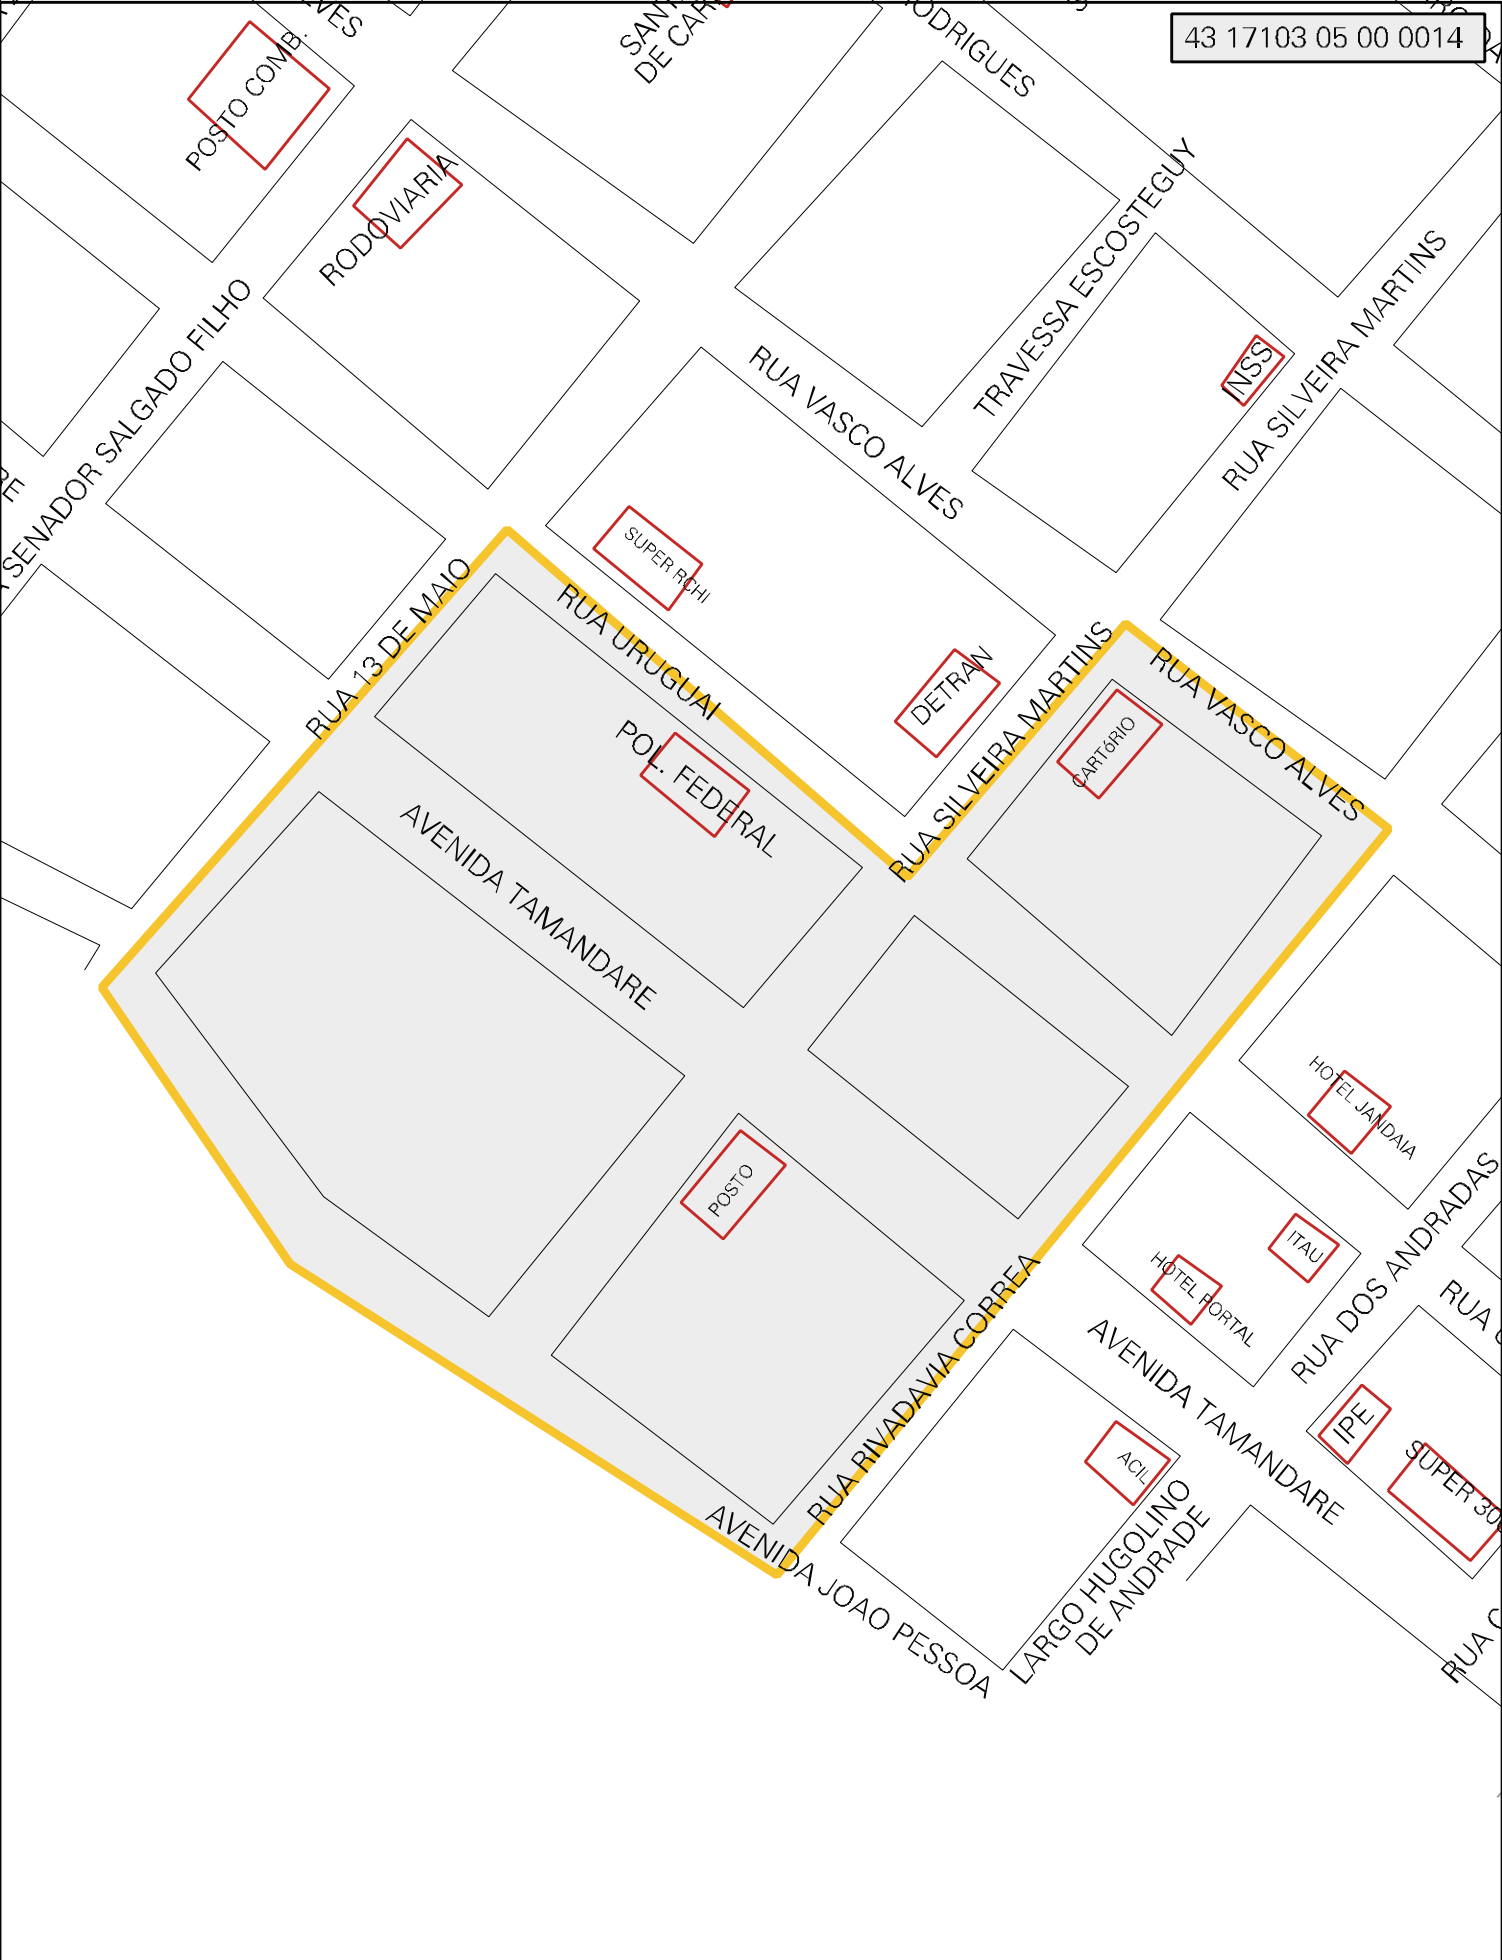 43 17103 05 00 0014
POSTO COMB.
RODOVIARIA
SENADOR SALGADO FILHO
TRAVESSA ESCOSTEGUY
RUA SILVEIRA MARTINS
INSS
RUA VASCO ALVES
SUPER RCHI
DETRAN
RUA 13 DE MAIO
RUA URUGUAI
POL. FEDERAL
RUA SILVEIRA MARTINS
RUA VASCO ALVES
CARTóRIO
AVENIDA TAMANDARE
POSTO
HOTEL JANDAIA
ITAU
HOTEL PORTAL
RUA DOS ANDRADAS
RUA RIVADAVIA CORREA
AVENIDA TAMANDARE
IPE
SUPER
ACIL
AVENIDA JOAO PESSOA
LARGO HUGOLINO
DE ANDRADE
RUA
RUA